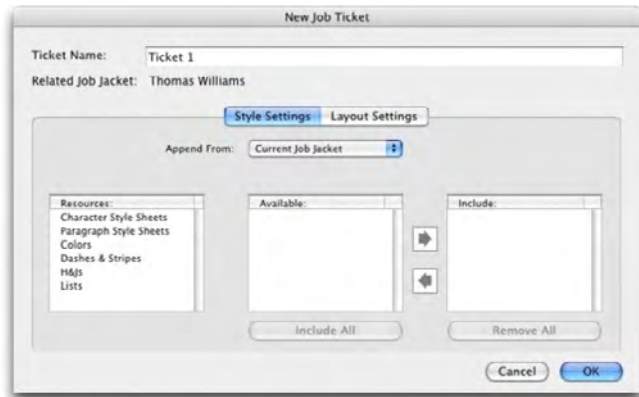 New Job Ticket
Ticket Name: Ticket 1
Related Job Jacket: Thomas Williams
Style Settings Layout Settings
Append From: Current Job Jacket
Resources: Available: Include:
Character Style Sheets
Paragraph Style Sheets
Colors
Dashes & Stripes
H&Js
Lists
Include All Remove All
Cancel OK